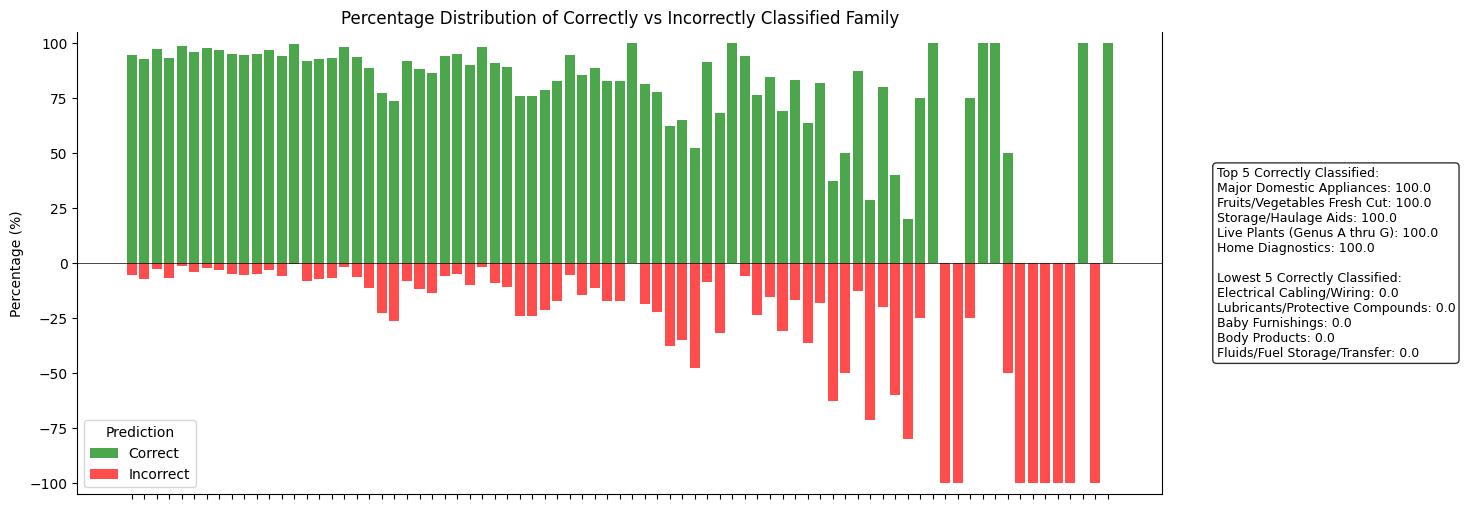 Percentage Distribution of Correctly vs Incorrectly Classified Family
Percentage (%)
100
75
50
25
0
−25
−50
−75
−100
Prediction
Correct
Incorrect
Top 5 Correctly Classified:
Major Domestic Appliances: 100.0
Fruits/Vegetables Fresh Cut: 100.0
Storage/Haulage Aids: 100.0
Live Plants (Genus A thru G): 100.0
Home Diagnostics: 100.0
Lowest 5 Correctly Classified:
Electrical Cabling/Wiring: 0.0
Lubricants/Protective Compounds: 0.0
Baby Furnishings: 0.0
Body Products: 0.0
Fluids/Fuel Storage/Transfer: 0.0